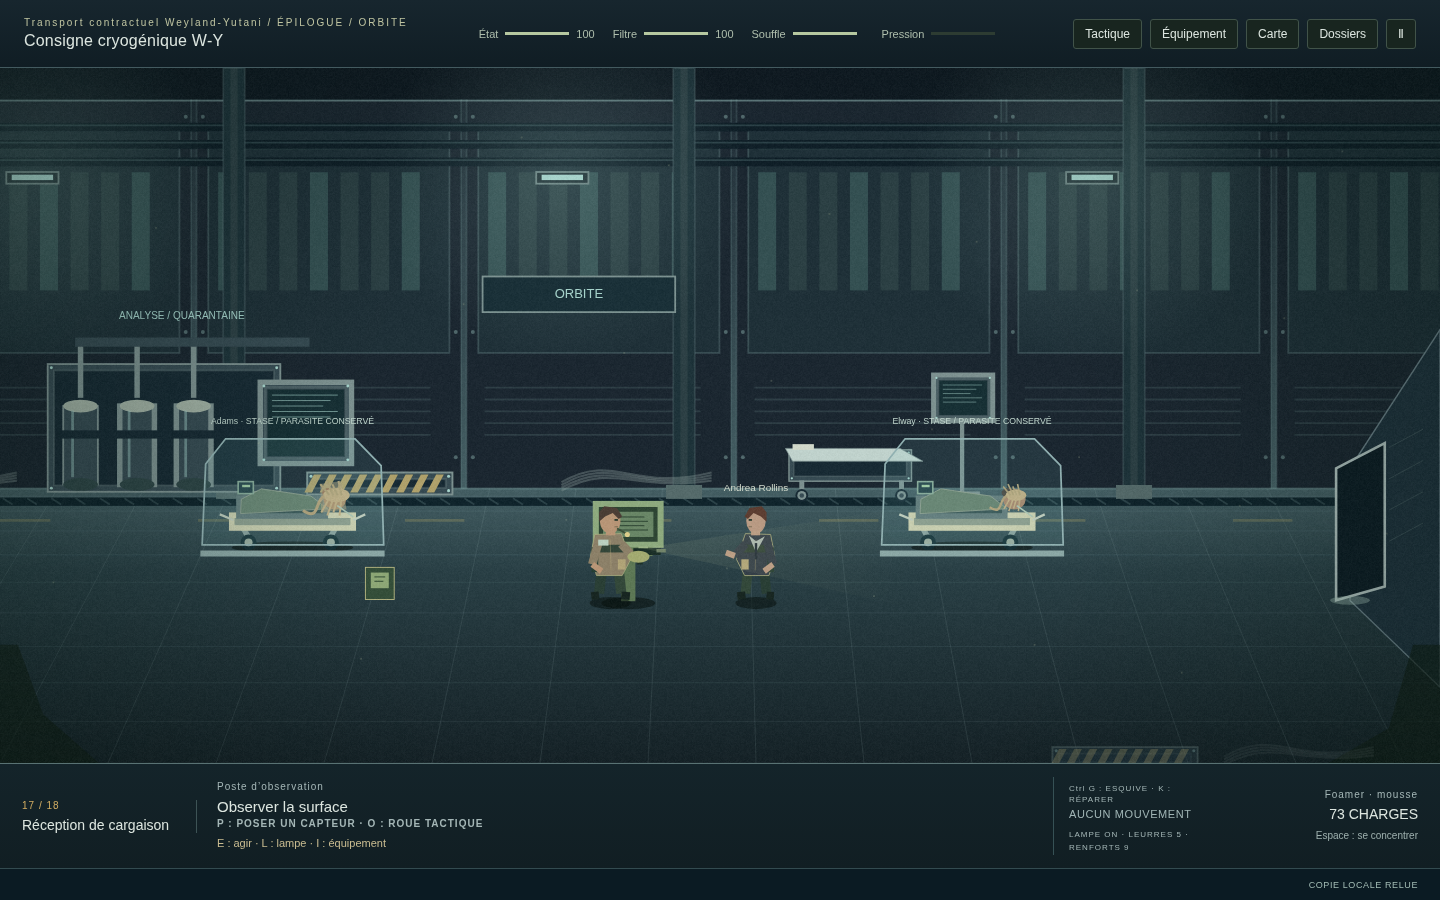 Transport contractuel Weyland-Yutani / ÉPILOGUE / ORBITE
Consigne cryogénique W-Y
État 100 Filtre 100 Souffle Pression
Tactique Équipement Carte Dossiers II
ORBITE
ANALYSE / QUARANTAINE
Adams · STASE / PARASITE CONSERVÉ
Elway · STASE / PARASITE CONSERVÉ
Andrea Rollins
17 / 18
Réception de cargaison
Poste d'observation
Observer la surface
P : POSER UN CAPTEUR · O : ROUE TACTIQUE
E : agir · L : lampe · I : équipement
Ctrl G : ESQUIVE · K :
RÉPARER
AUCUN MOUVEMENT
LAMPE ON · LEURRES 5 ·
RENFORTS 9
Foamer · mousse
73 CHARGES
Espace : se concentrer
COPIE LOCALE RELUE